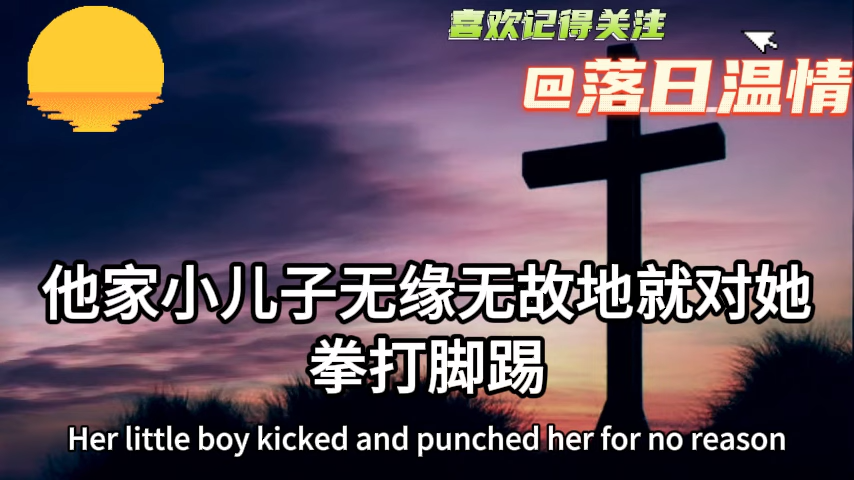 喜欢记得关注
@落日温情
他家小儿子无缘无故地就对她
拳打脚踢
Her little boy kicked and punched her for no reason